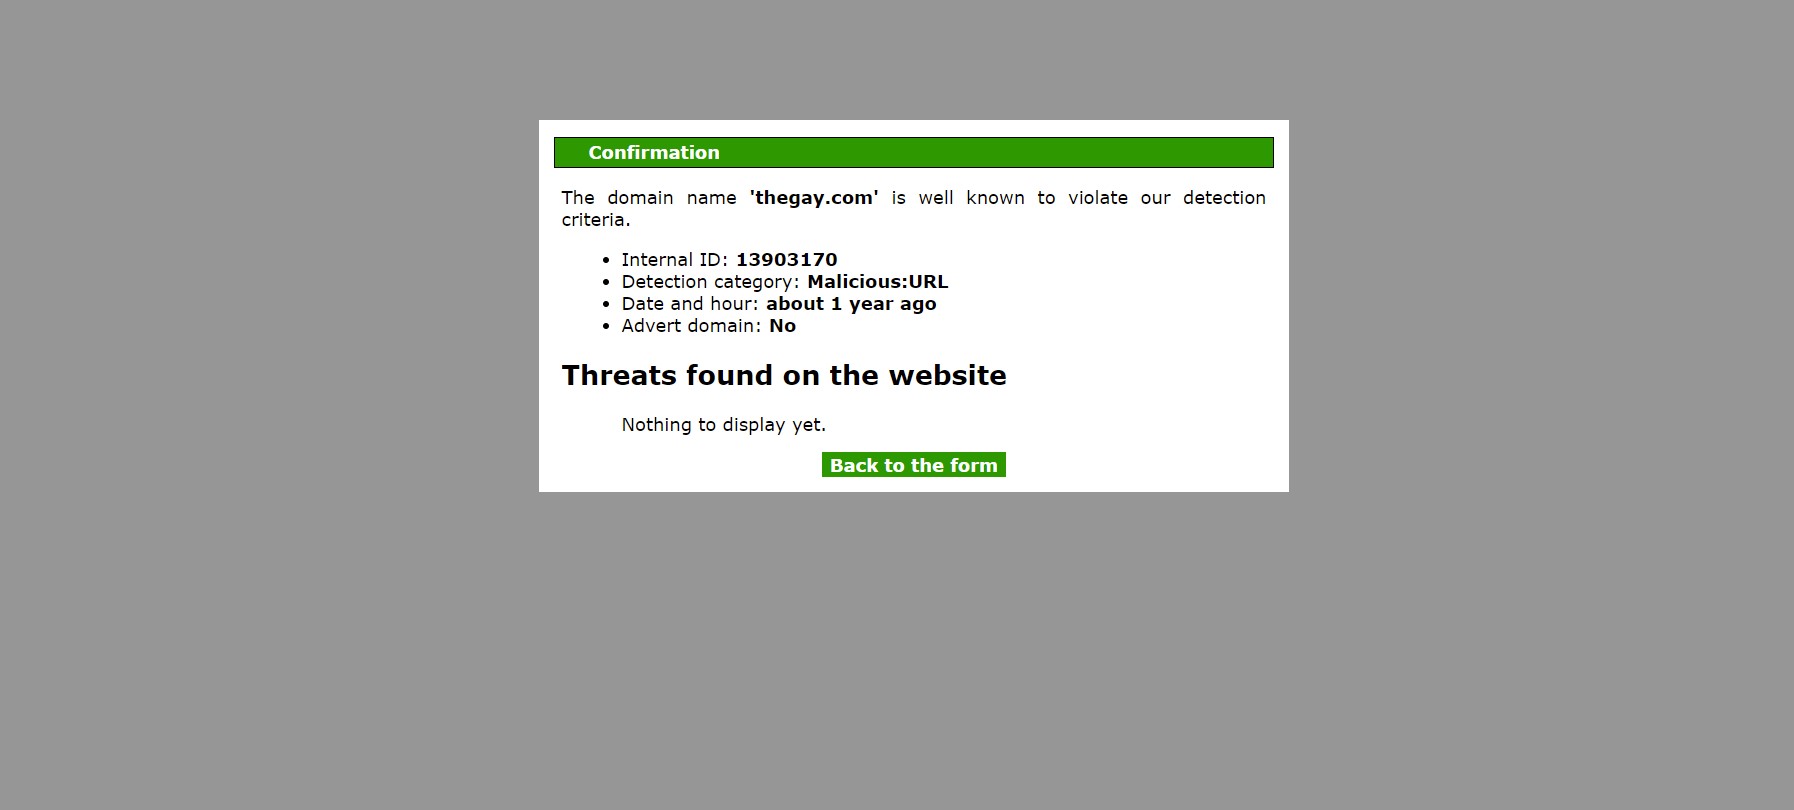 Confirmation
The domain name 'thegay.com' is well known to violate our detection
criteria.
• Internal ID: 13903170
• Detection category: Malicious:URL
• Date and hour: about 1 year ago
• Advert domain: No
Threats found on the website
Nothing to display yet.
Back to the form